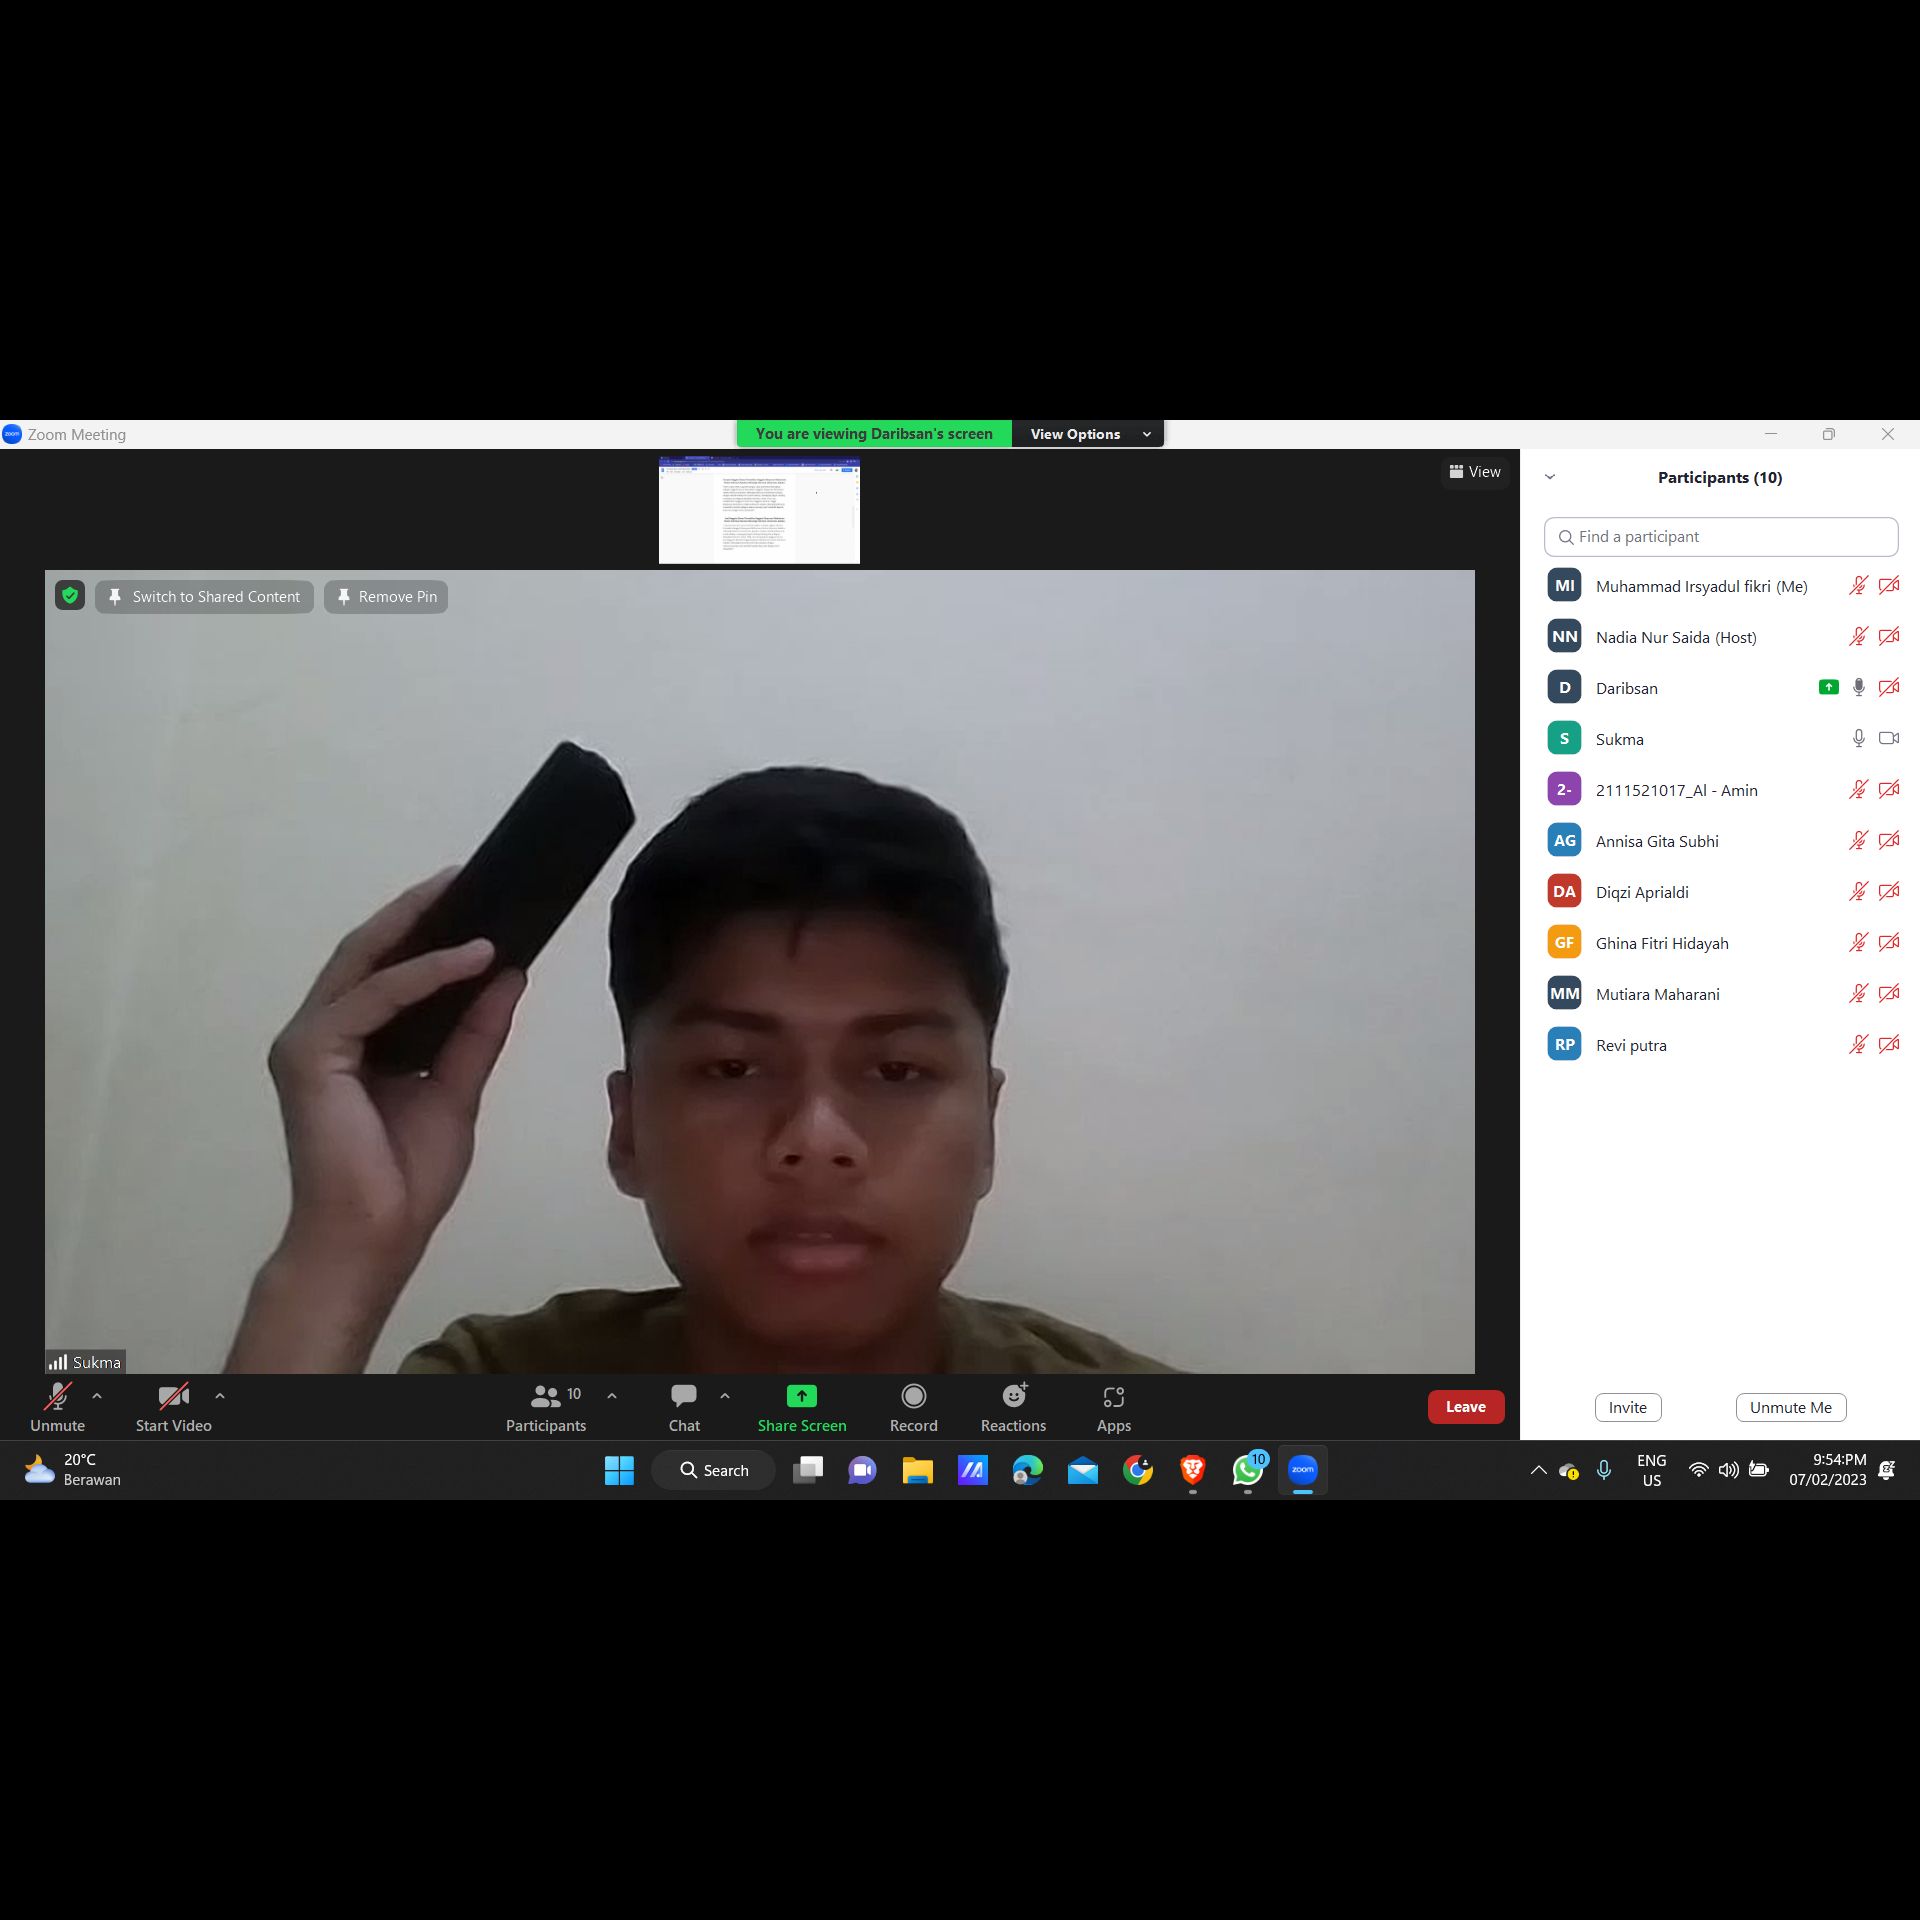 Zoom Meeting
You are viewing Daribsan's screen
View Options
View
Switch to Shared Content
Remove Pin
Sukma
Participants (10)
Find a participant
MI Muhammad Irsyadul fikri (Me)
NN Nadia Nur Saida (Host)
D Daribsan
S Sukma
2- 2111521017_Al - Amin
AG Annisa Gita Subhi
DA Diqzi Aprialdi
GF Ghina Fitri Hidayah
MM Mutiara Maharani
RP Revi putra
Invite
Unmute Me
Unmute
Start Video
10
Participants
Chat
Share Screen
Record
Reactions
Apps
Leave
20°C
Berawan
Search
10
zoom
ENG
US
9:54:PM
07/02/2023